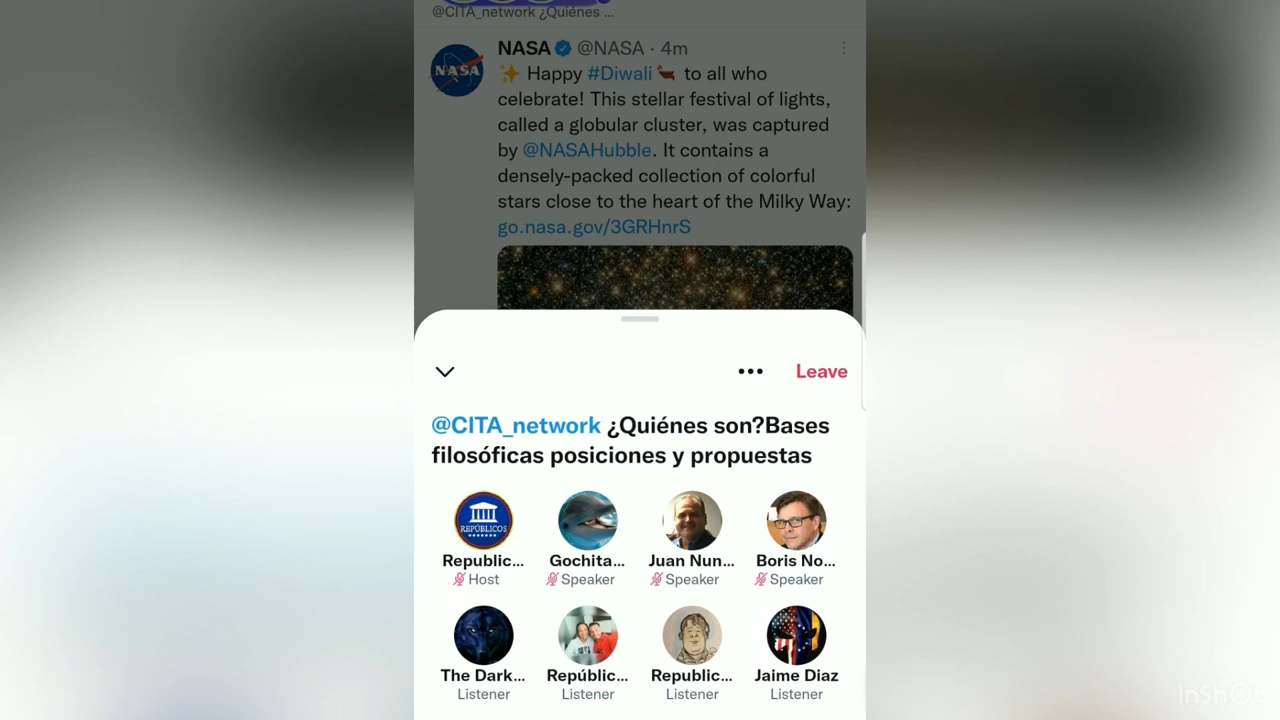 @CITA_network ¿Quiénes ...
NASA @NASA · 4m
NASA
✨ Happy #Diwali 🪔 to all who
celebrate! This stellar festival of lights,
called a globular cluster, was captured
by @NASAHubble. It contains a
densely-packed collection of colorful
stars close to the heart of the Milky Way:
go.nasa.gov/3GRHnrS
Leave
@CITA_network ¿Quiénes son?Bases
filosóficas posiciones y propuestas
REPÚBLICOS
Republic... Gochita... Juan Nun... Boris No...
Host Speaker Speaker Speaker
The Dark... Repúblic... Republic... Jaime Diaz
Listener Listener Listener Listener
InShOt